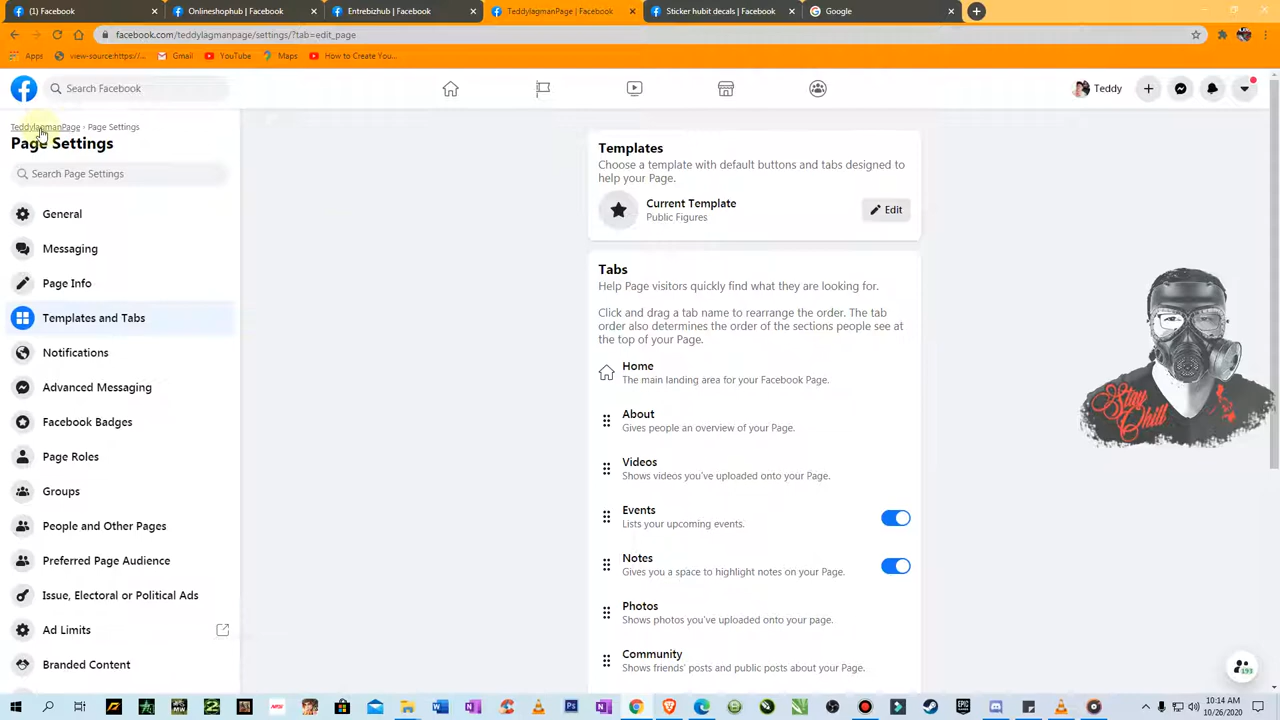 (1) Facebook
Onlineshophub | Facebook
Entrebizhub | Facebook
TeddylagmanPage | Facebook
Sticker hubit decals | Facebook
Google
facebook.com/teddylagmanpage/settings/?tab=edit_page
Apps
view-source:https://...
Gmail
YouTube
Maps
How to Create You...
Search Facebook
Teddy
TeddylagmanPage › Page Settings
Page Settings
Search Page Settings
General
Messaging
Page Info
Templates and Tabs
Notifications
Advanced Messaging
Facebook Badges
Page Roles
Groups
People and Other Pages
Preferred Page Audience
Issue, Electoral or Political Ads
Ad Limits
Branded Content
Templates
Choose a template with default buttons and tabs designed to
help your Page.
Current Template
Public Figures
Edit
Tabs
Help Page visitors quickly find what they are looking for.
Click and drag a tab name to rearrange the order. The tab
order also determines the order of the sections people see at
the top of your Page.
Home
The main landing area for your Facebook Page.
About
Gives people an overview of your Page.
Videos
Shows videos you've uploaded onto your Page.
Events
Lists your upcoming events.
Notes
Gives you a space to highlight notes on your Page.
Photos
Shows photos you've uploaded onto your page.
Community
Shows friends' posts and public posts about your Page.
Stay
Chill
193
10:14 AM
10/26/2020